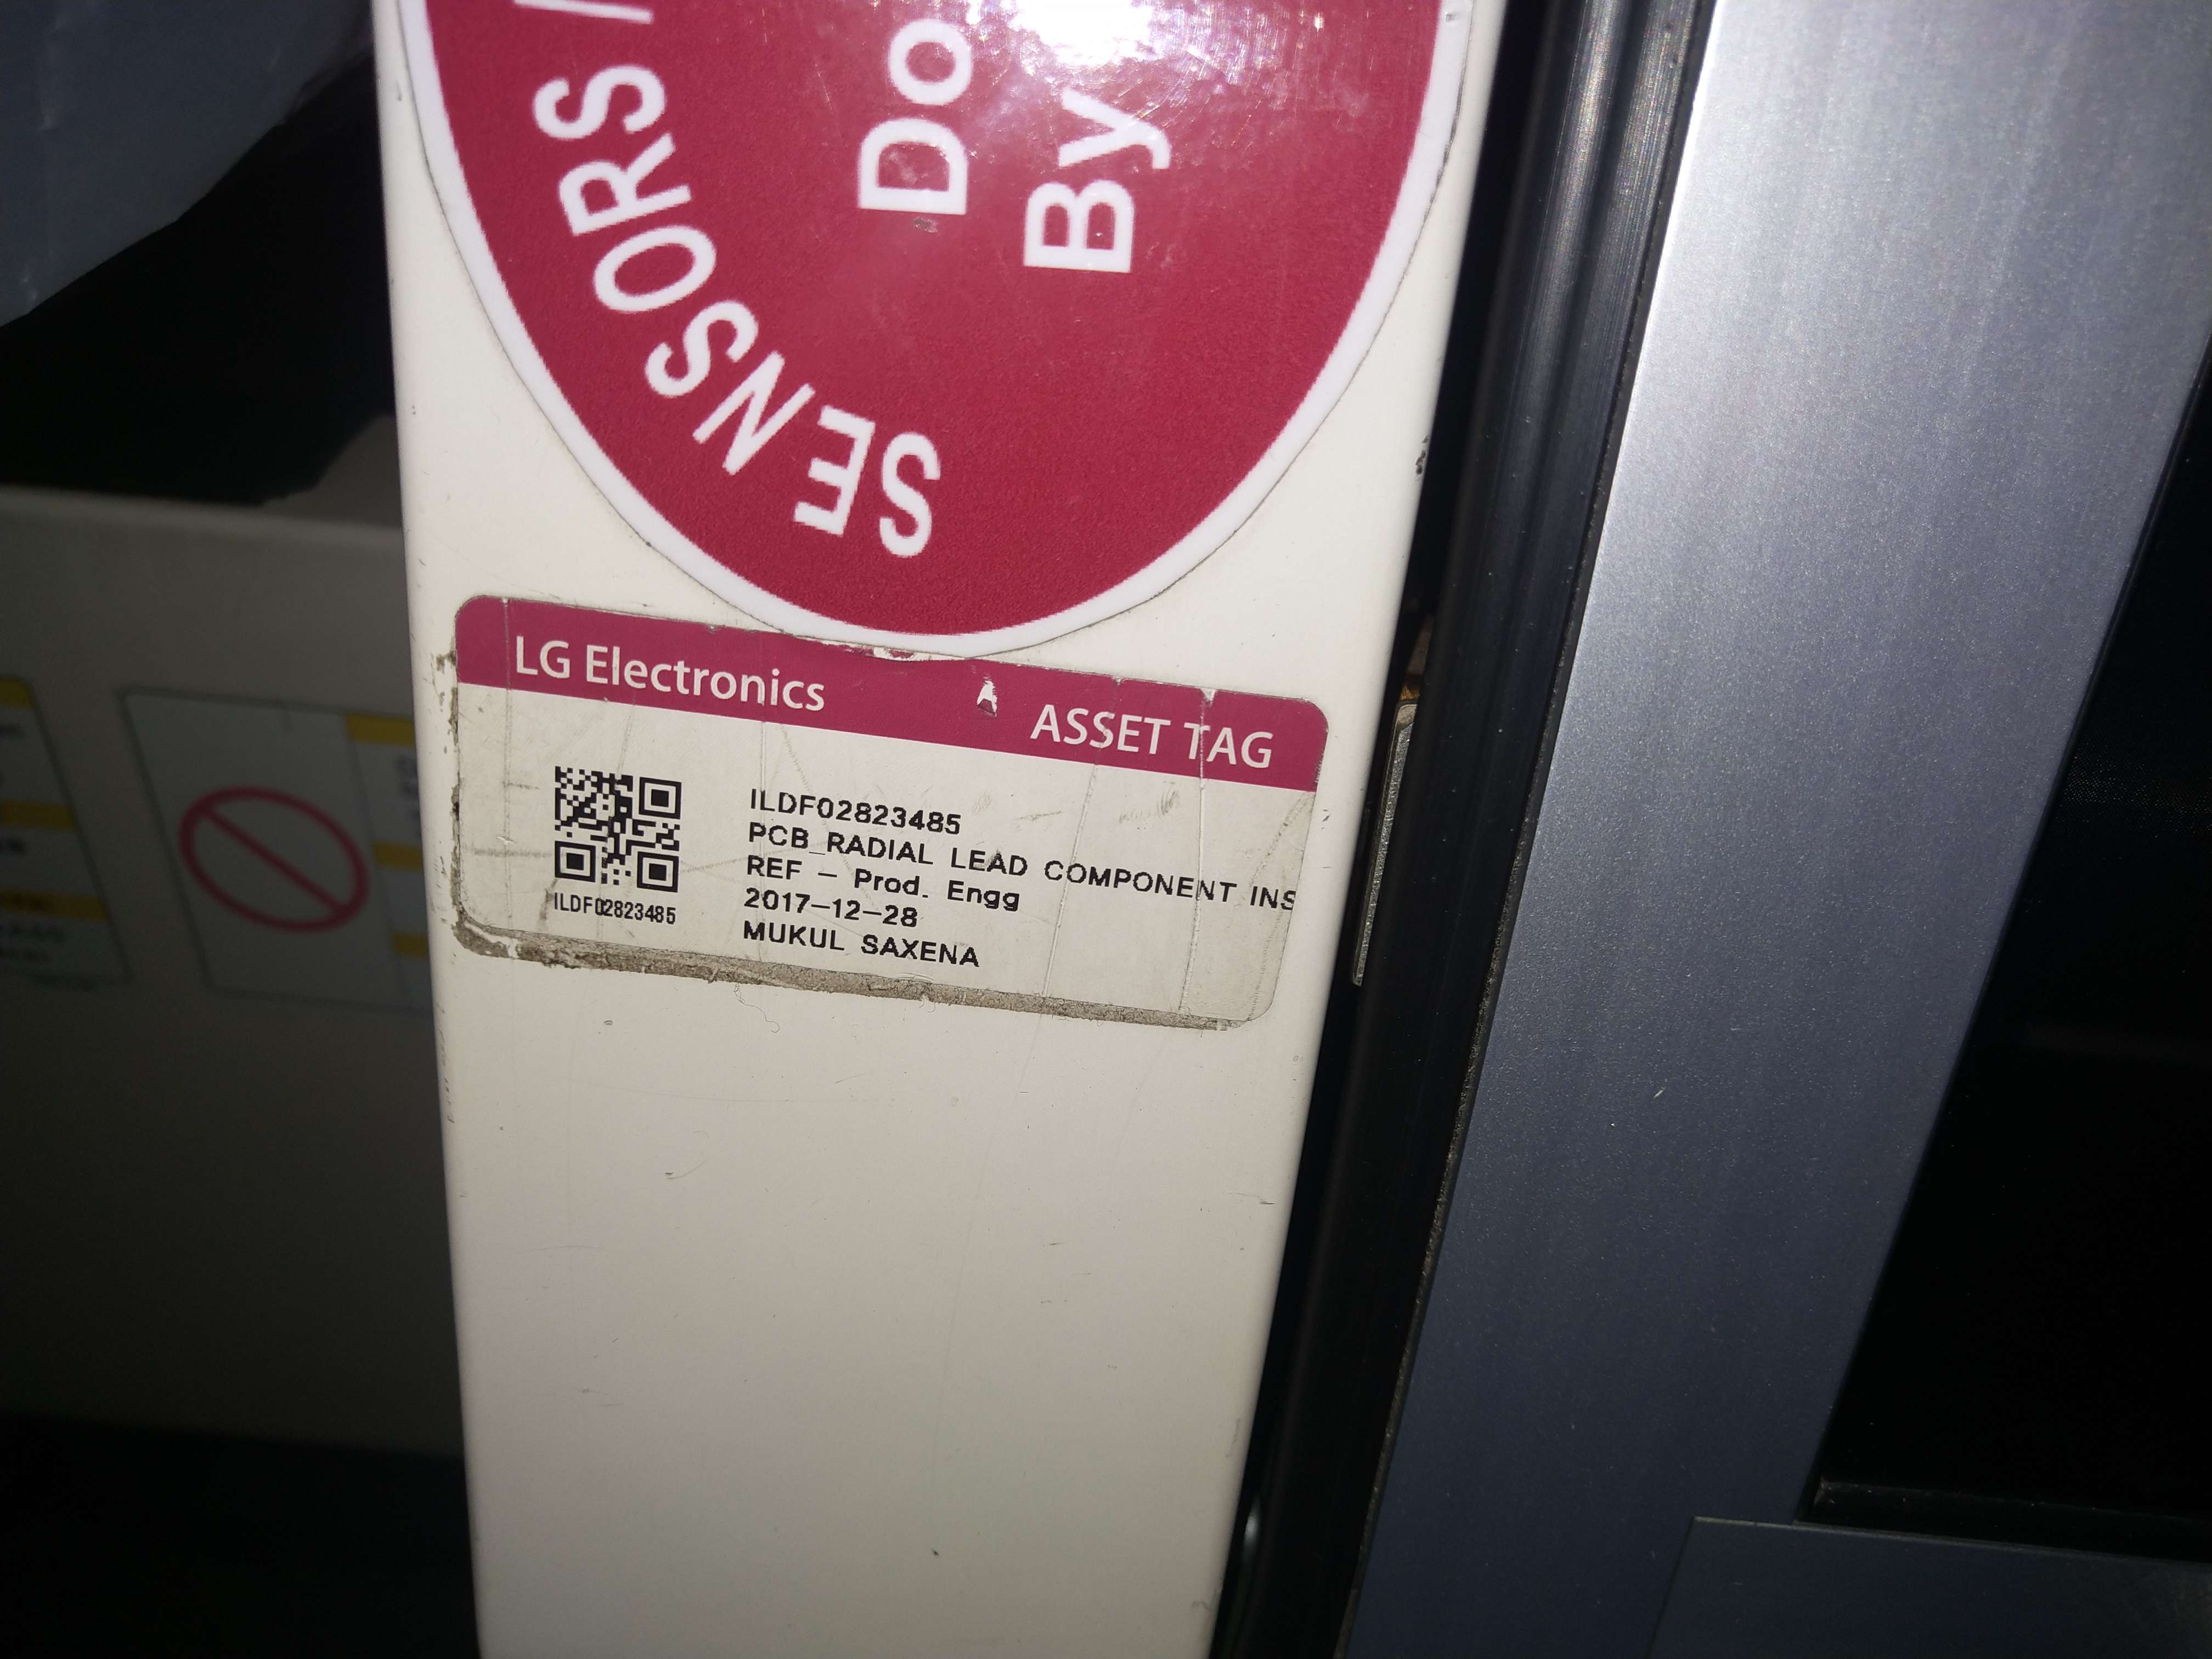 SENSORS
Do
By
LG Electronics
ASSET TAG
ILDF02823485
PCB_RADIAL LEAD COMPONENT INS
REF - Prod. Engg
2017-12-28
MUKUL SAXENA
ILDF02823485